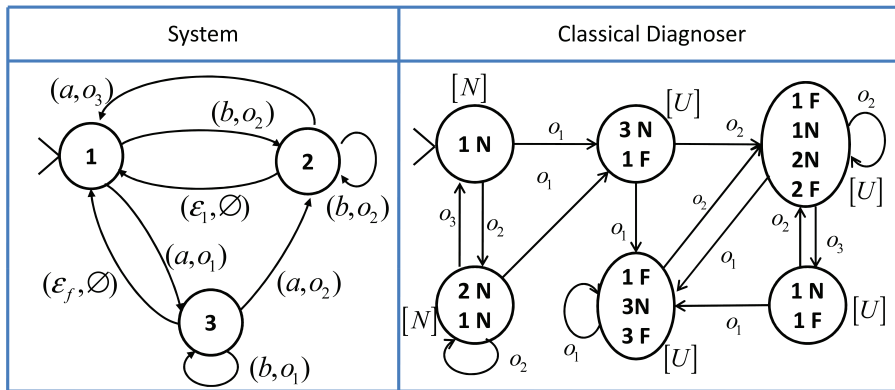 System
Classical Diagnoser
(a,o₃)
(b,o₂)
1
2
(ε₁,∅)
(b,o₂)
(a,o₁)
(ε_f,∅)
(a,o₂)
3
(b,o₁)
[N]
1 N
o₁
3 N
1 F
[U]
o₂
1 F
1N
2N
2 F
o₂
[U]
o₃
o₂
o₁
o₁
o₂
o₁
o₂
o₃
2 N
1 N
[N]
o₂
1 F
3N
3 F
o₁
[U]
o₁
1 N
1 F
[U]